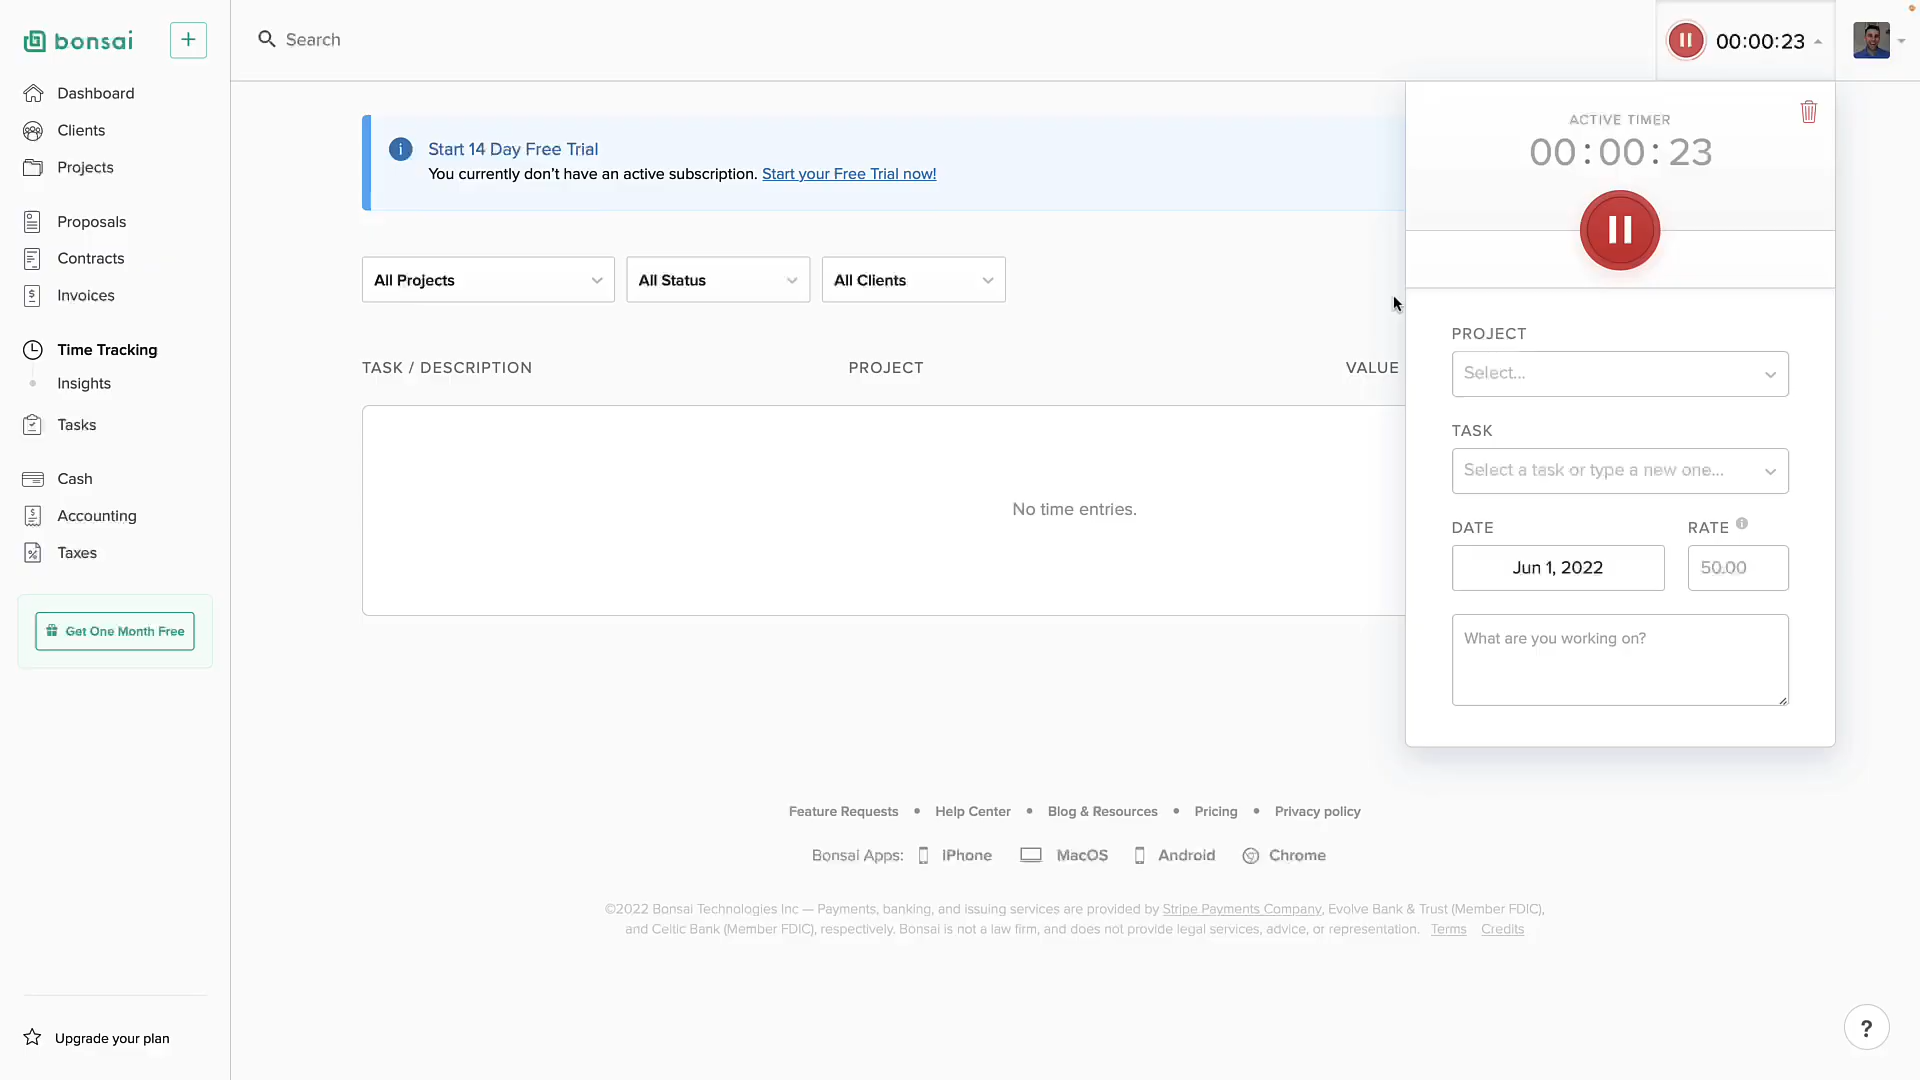 bonsai
+
Search
00:00:23
Dashboard
Clients
Projects
Proposals
Contracts
Invoices
Time Tracking
Insights
Tasks
Cash
Accounting
Taxes
Get One Month Free
Upgrade your plan
Start 14 Day Free Trial
You currently don't have an active subscription. Start your Free Trial now!
All Projects
All Status
All Clients
TASK / DESCRIPTION
PROJECT
VALUE
No time entries.
ACTIVE TIMER
00:00:23
PROJECT
Select...
TASK
Select a task or type a new one...
DATE
RATE
Jun 1, 2022
50.00
What are you working on?
Feature Requests • Help Center • Blog & Resources • Pricing • Privacy policy
Bonsai Apps: iPhone MacOS Android Chrome
©2022 Bonsai Technologies Inc — Payments, banking, and issuing services are provided by Stripe Payments Company, Evolve Bank & Trust (Member FDIC),
and Celtic Bank (Member FDIC), respectively. Bonsai is not a law firm, and does not provide legal services, advice, or representation. Terms Credits
?